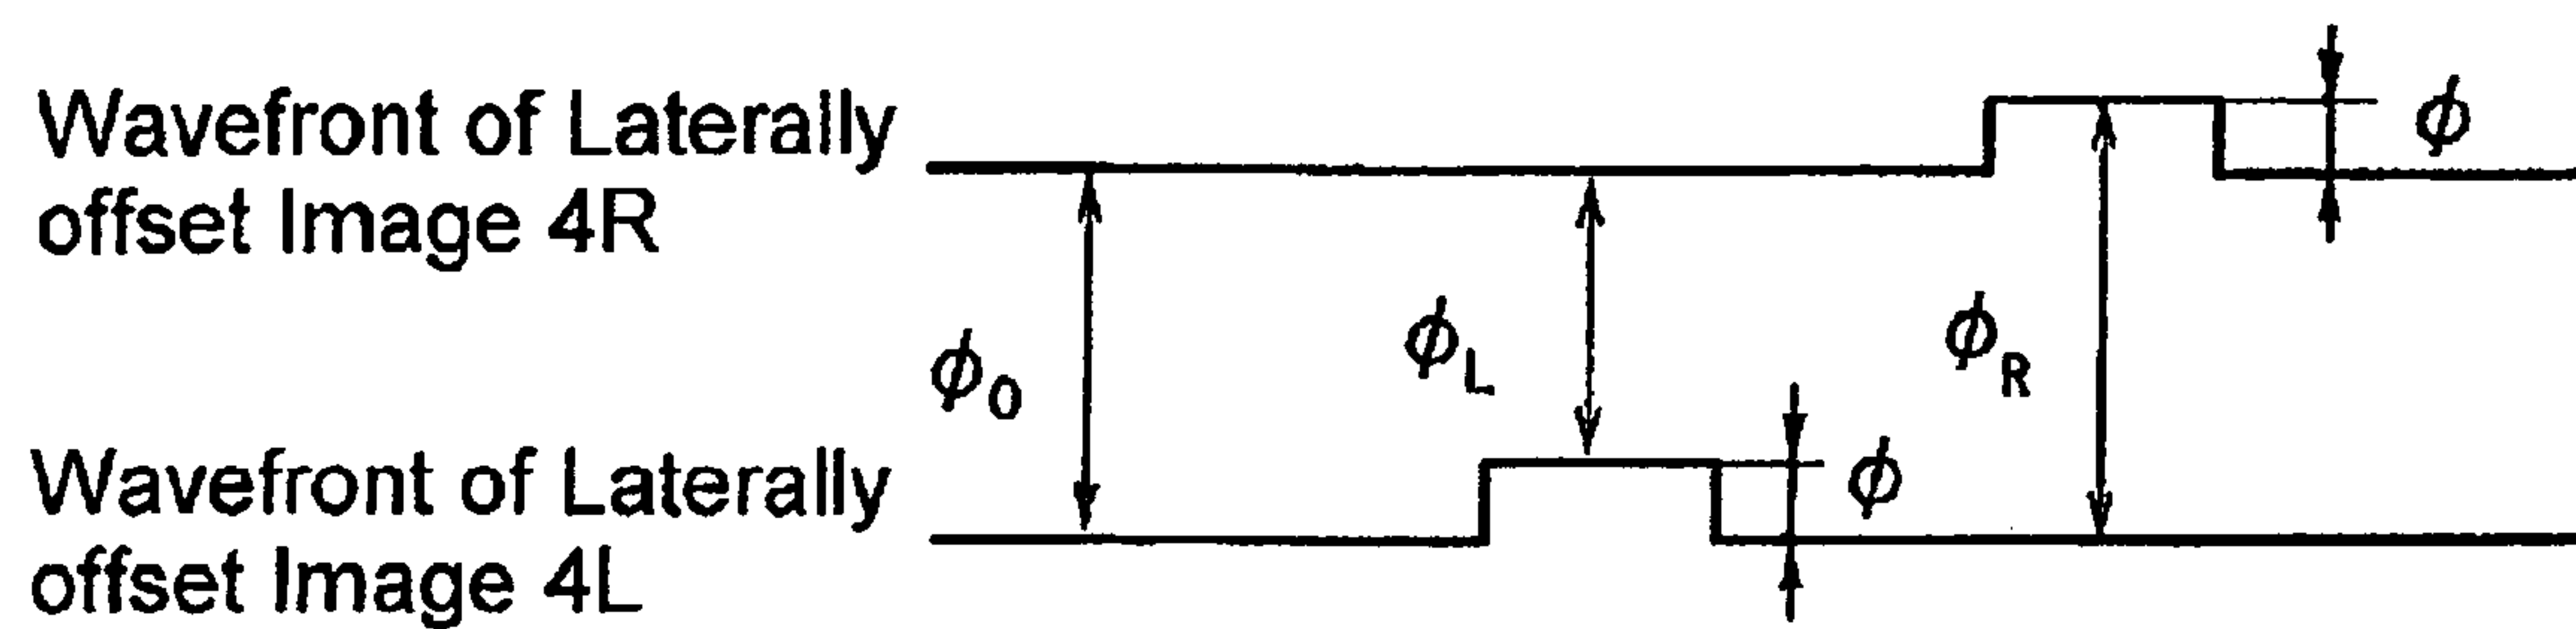 Wavefront of Laterally
offset Image 4R
ϕ
ϕ0
ϕL
ϕR
Wavefront of Laterally
offset Image 4L
ϕ